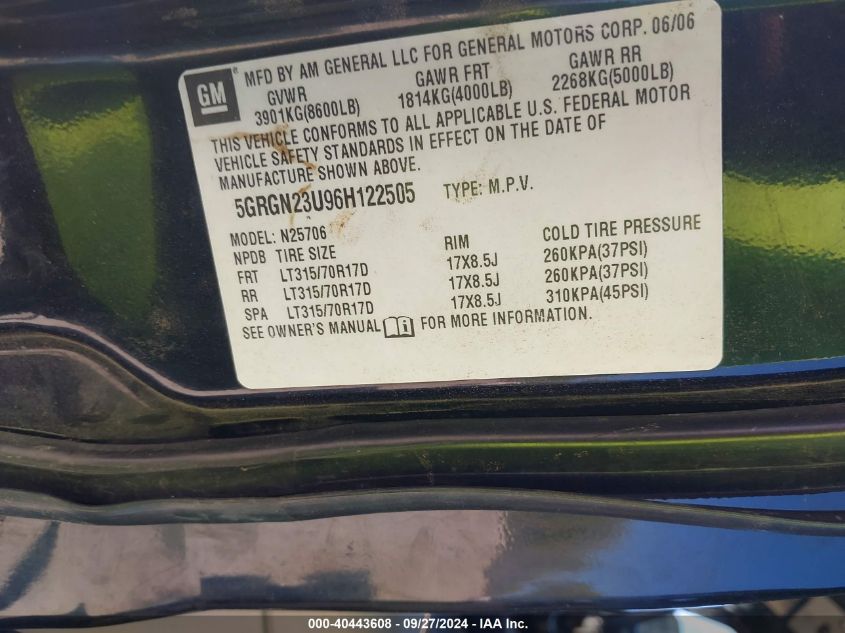 GM ® MFD BY AM GENERAL LLC FOR GENERAL MOTORS CORP. 06/06
GVWR GAWR FRT GAWR RR
3901KG(8600LB) 1814KG(4000LB) 2268KG(5000LB)
THIS VEHICLE CONFORMS TO ALL APPLICABLE U.S. FEDERAL MOTOR
VEHICLE SAFETY STANDARDS IN EFFECT ON THE DATE OF
MANUFACTURE SHOWN ABOVE.
5GRGN23U96H122505 TYPE: M.P.V.
MODEL: N25706
NPDB TIRE SIZE RIM COLD TIRE PRESSURE
FRT LT315/70R17D 17X8.5J 260KPA(37PSI)
RR LT315/70R17D 17X8.5J 260KPA(37PSI)
SPA LT315/70R17D 17X8.5J 310KPA(45PSI)
SEE OWNER'S MANUAL FOR MORE INFORMATION.
000-40443608 - 09/27/2024 - IAA Inc.